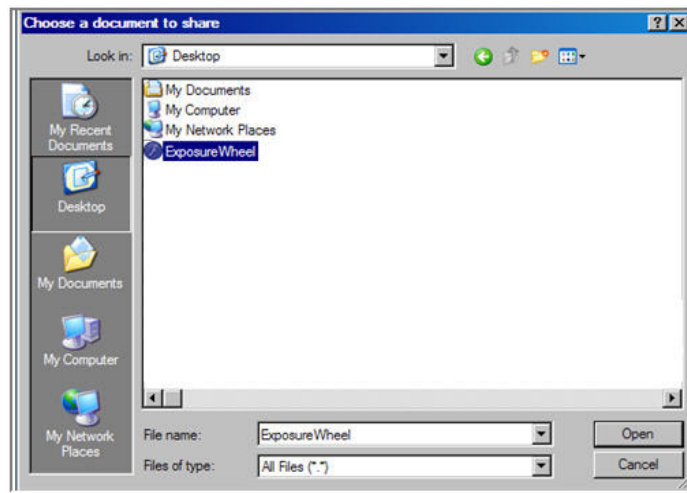 Choose a document to share
Look in: Desktop
My Recent
Documents
Desktop
My Documents
My Computer
My Network
Places
My Documents
My Computer
My Network Places
ExposureWheel
File name: ExposureWheel Open
Files of type: All Files (*.*) Cancel